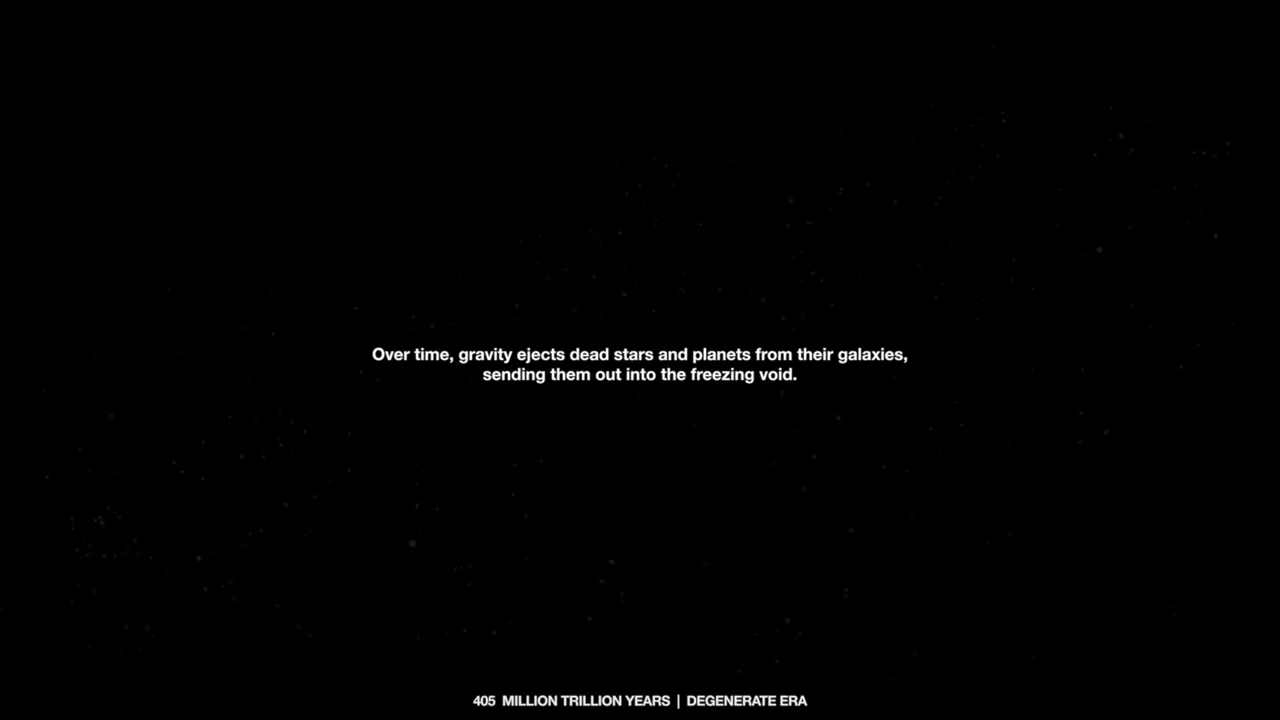 Over time, gravity ejects dead stars and planets from their galaxies,
sending them out into the freezing void.
405 MILLION TRILLION YEARS | DEGENERATE ERA